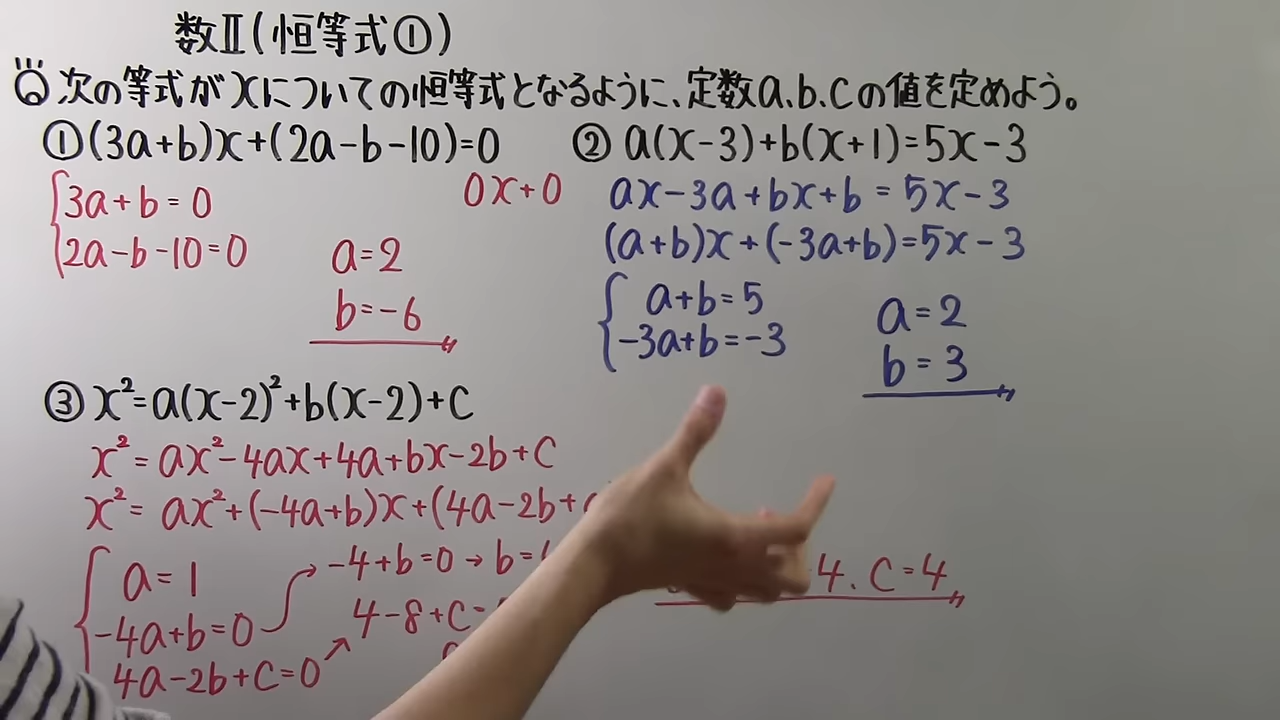 数Ⅱ(恒等式①)
Q 次の等式がxについての恒等式となるように、定数a、b、cの値を定めよう。
①(3a+b)x+(2a-b-10)=0
3a+b=0
0x+0
2a-b-10=0
a=2
b=-6
② a(x-3)+b(x+1)=5x-3
ax-3a+bx+b=5x-3
(a+b)x+(-3a+b)=5x-3
a+b=5
-3a+b=-3
a=2
b=3
③ x²=a(x-2)²+b(x-2)+c
x²=ax²-4ax+4a+bx-2b+c
x²=ax²+(-4a+b)x+(4a-2b+
a=1
-4a+b=0
4a-2b+c=0
-4+b=0→b=
4-8+c=
4、c=4